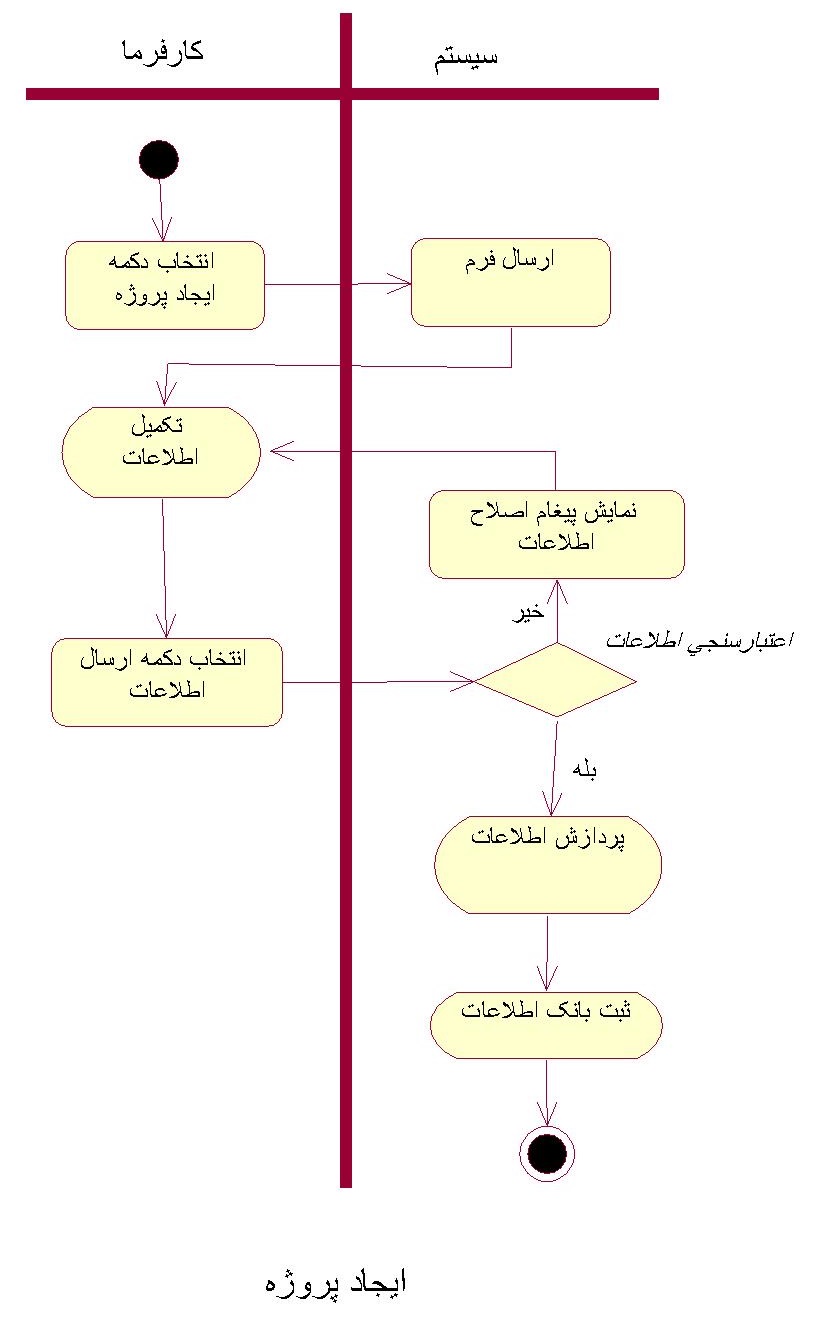 کارفرما
سیستم
انتخاب دکمه
ایجاد پروژه
ارسال فرم
تکمیل
اطلاعات
نمایش پیغام اصلاح
اطلاعات
خیر
اعتبارسنجي اطلاعات
انتخاب دکمه ارسال
اطلاعات
بله
پردازش اطلاعات
ثبت بانک اطلاعات
ایجاد پروژه